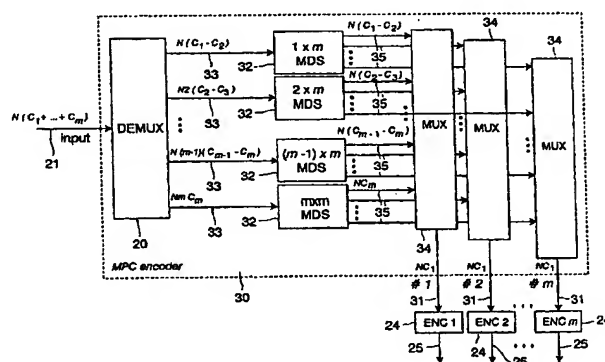 34
N(C₁-C₂)
N(C₁-C₂)
34
1 x m
MDS
33
32
35
34
N2(C₂-C₃)
N(C₂-C₃)
2 x m
MDS
33
32
35
N(C₁+...+Cₘ)
Input
21
DEMUX
MUX
MUX
MUX
N(Cₘ₋₁-Cₘ)
N(m-1)(Cₘ₋₁-Cₘ)
(m-1) x m
MDS
33
32
35
NCₘ
NmCₘ
mxm
MDS
33
32
35
20
34
MPC encoder
30
NC₁
NC₁
NC₁
# 1
# 2
# m
31
31
31
24
ENC 1
ENC 2
ENC m
24
24
25
25
25